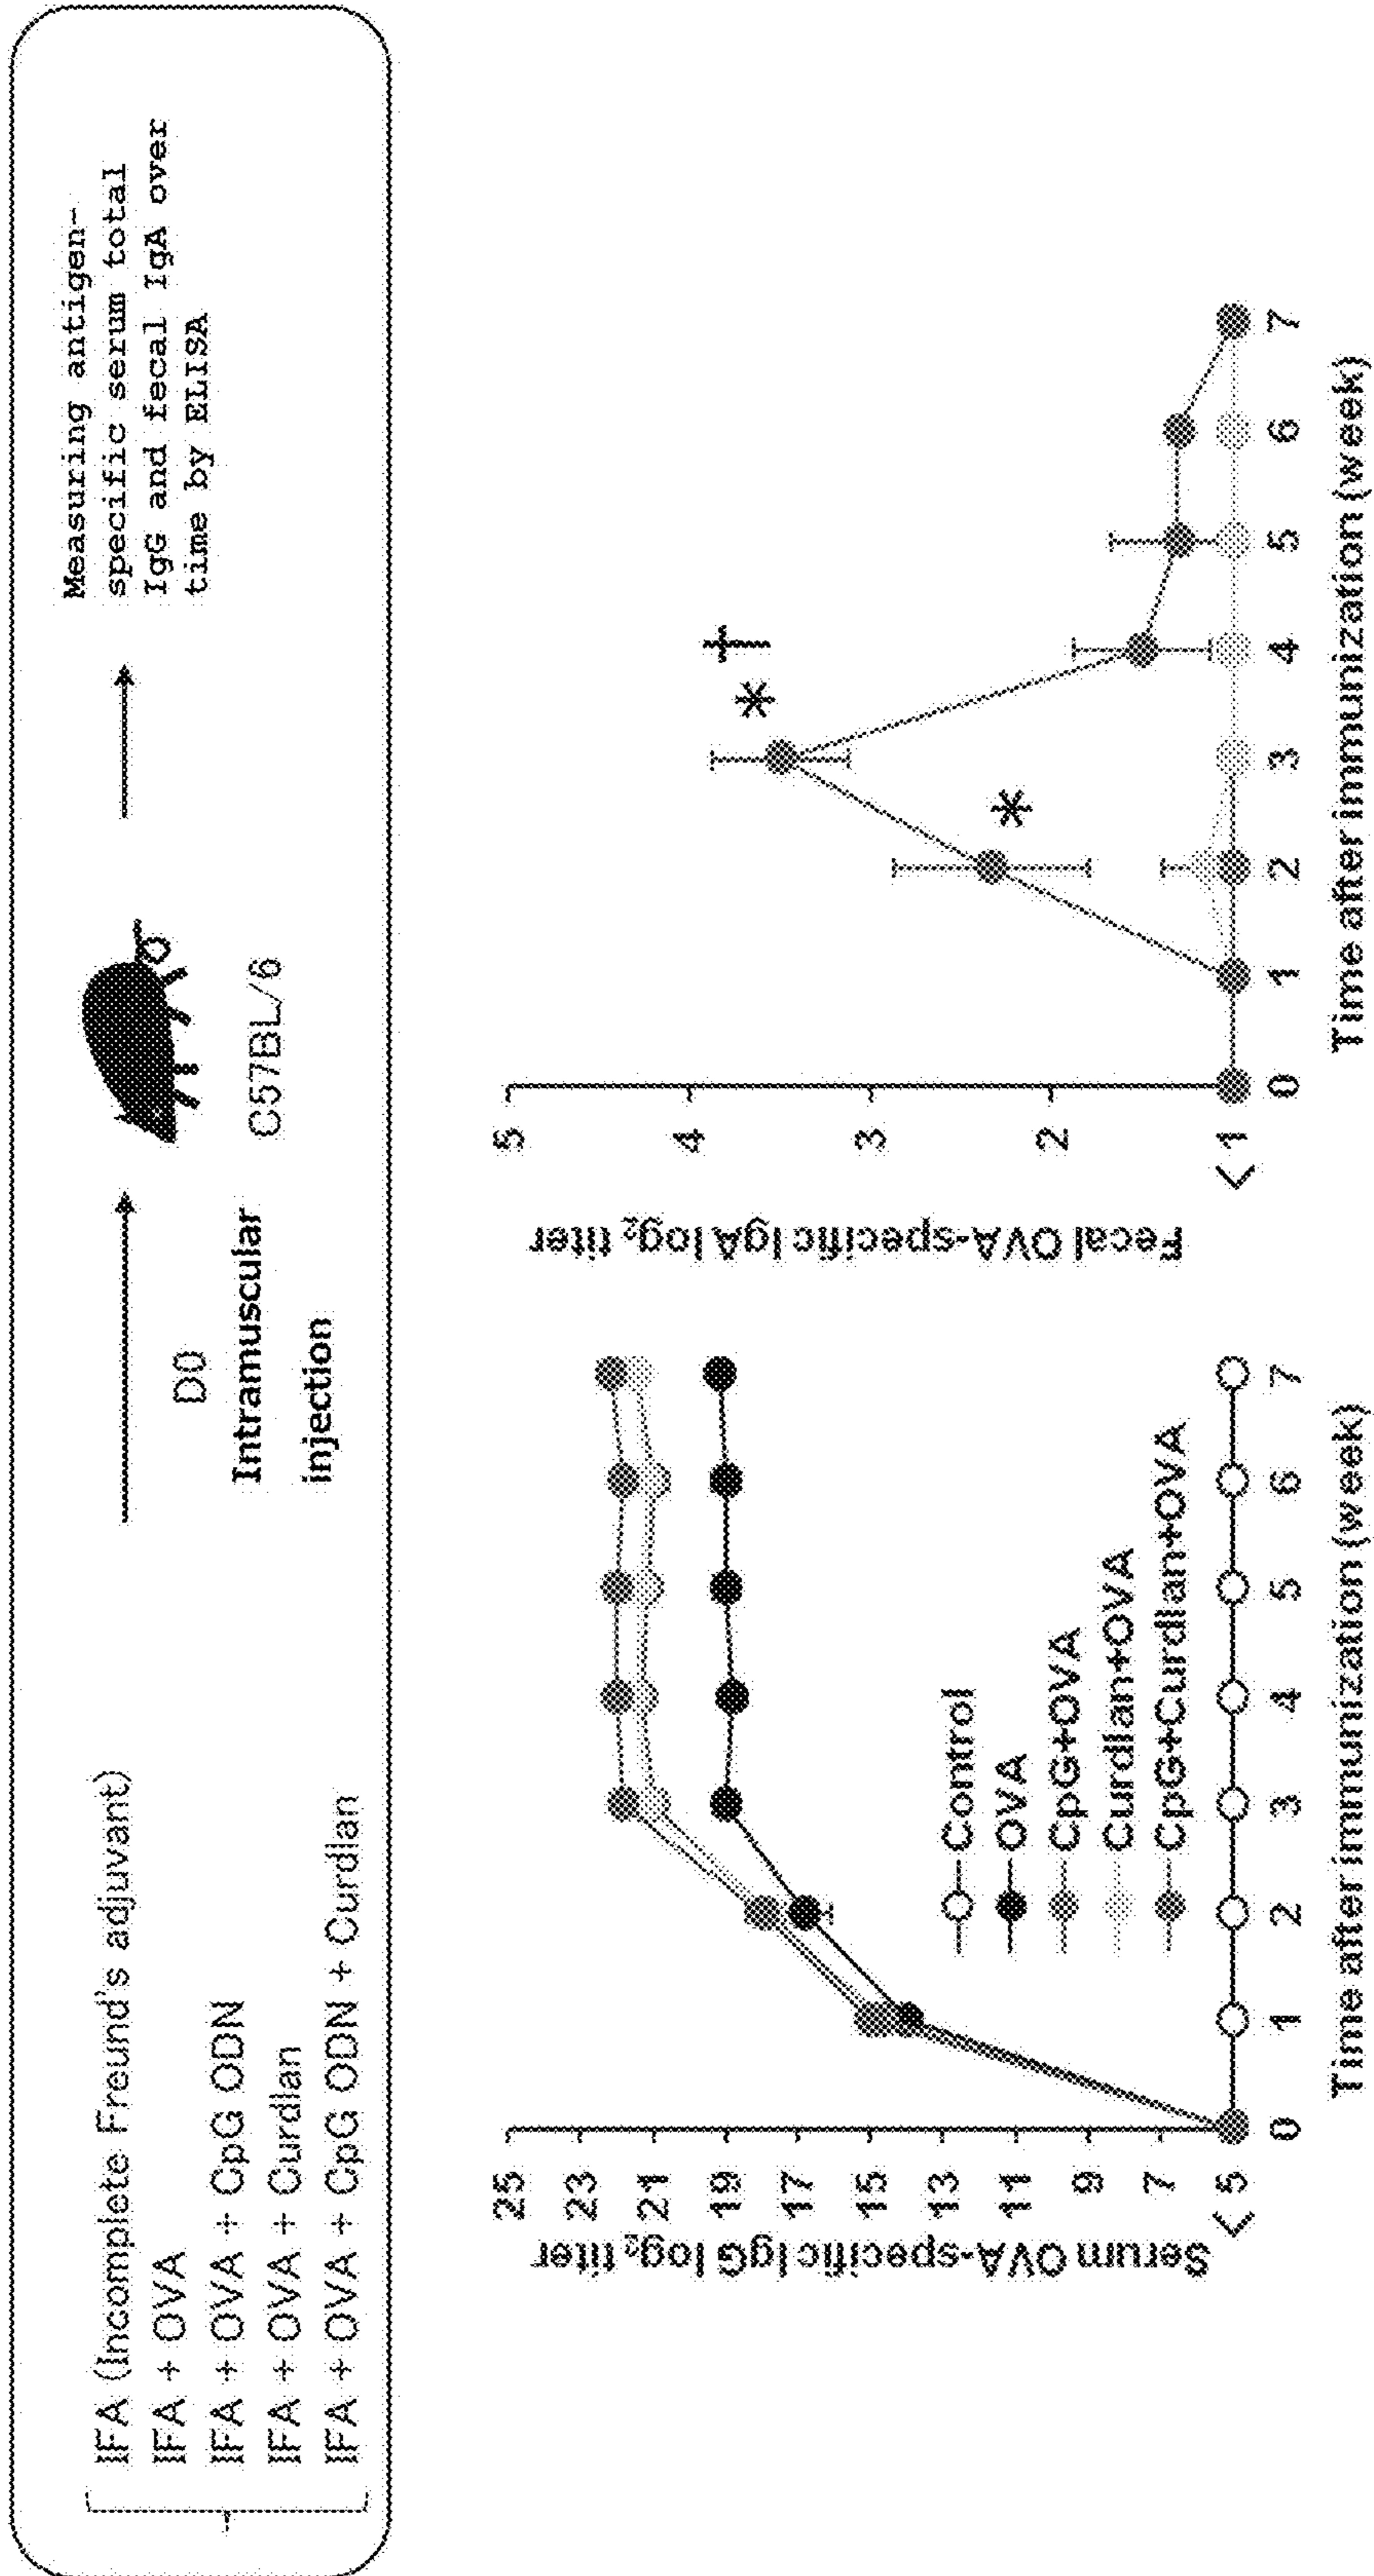 IFA (Incomplete Freund's adjuvant)
IFA + OVA
IFA + OVA + CpG ODN
IFA + OVA + Curdlan
IFA + OVA + CpG ODN + Curdlan
D0
Intramuscular
injection
C57BL/6
Measuring antigen-
specific serum total
IgG and fecal IgA over
time by ELISA
Serum OVA-specific IgG log₂ titer
25
23
21
19
17
15
13
11
9
7
< 5
Control
OVA
CpG+OVA
Curdlan+OVA
CpG+Curdlan+OVA
0 1 2 3 4 5 6 7
Time after immunization (week)
Fecal OVA-specific IgA log₂ titer
5
4
3
2
< 1
*
* †
0 1 2 3 4 5 6 7
Time after immunization (week)